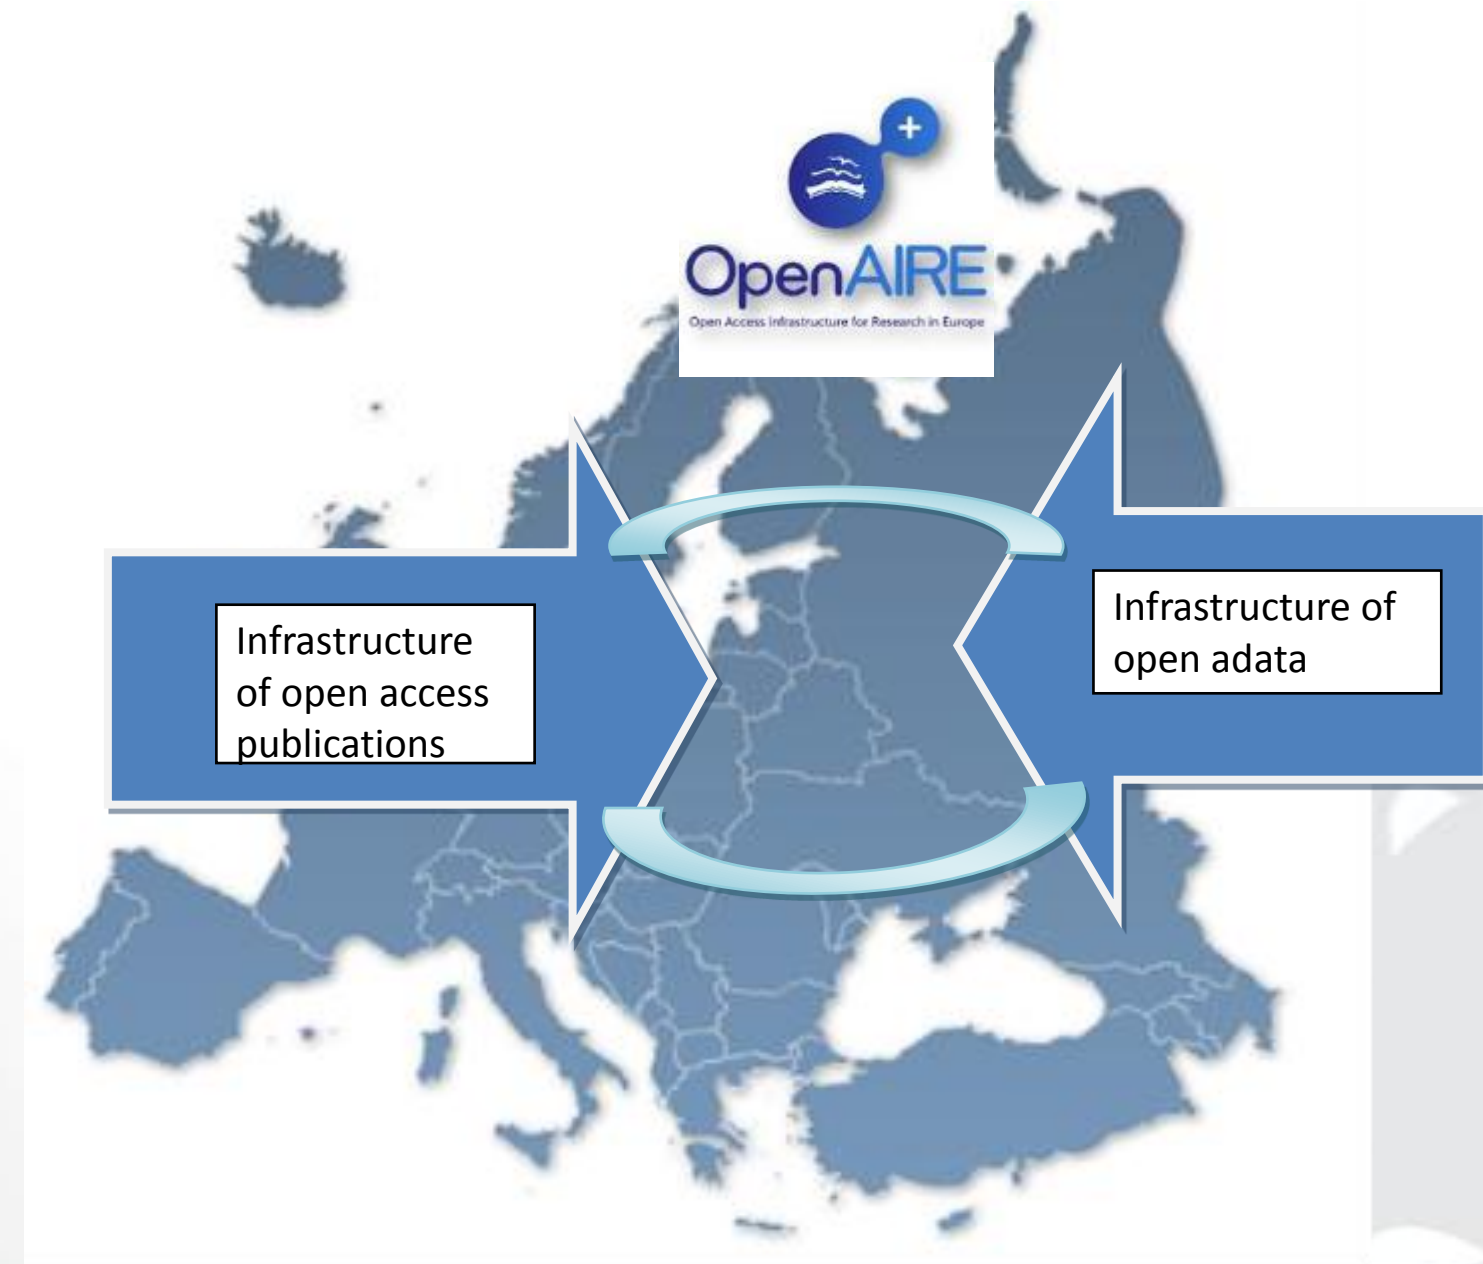 +
OpenAIRE
Open Access Infrastructure for Research in Europe
Infrastructure
of open access
publications
Infrastructure of
open adata